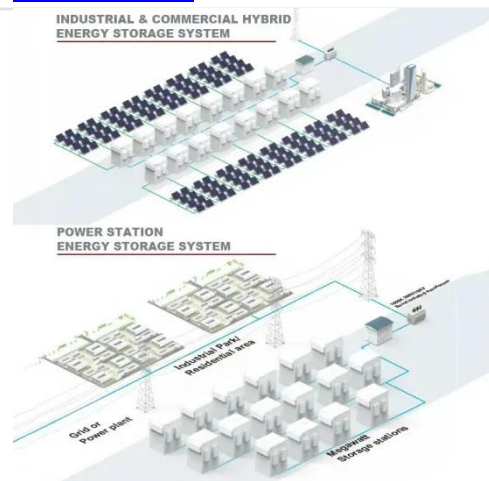 INDUSTRIAL & COMMERCIAL HYBRID
ENERGY STORAGE SYSTEM
POWER STATION
ENERGY STORAGE SYSTEM
Industrial Park/
Residential area
Grid or
Power plant
Megawatt
Storage stations